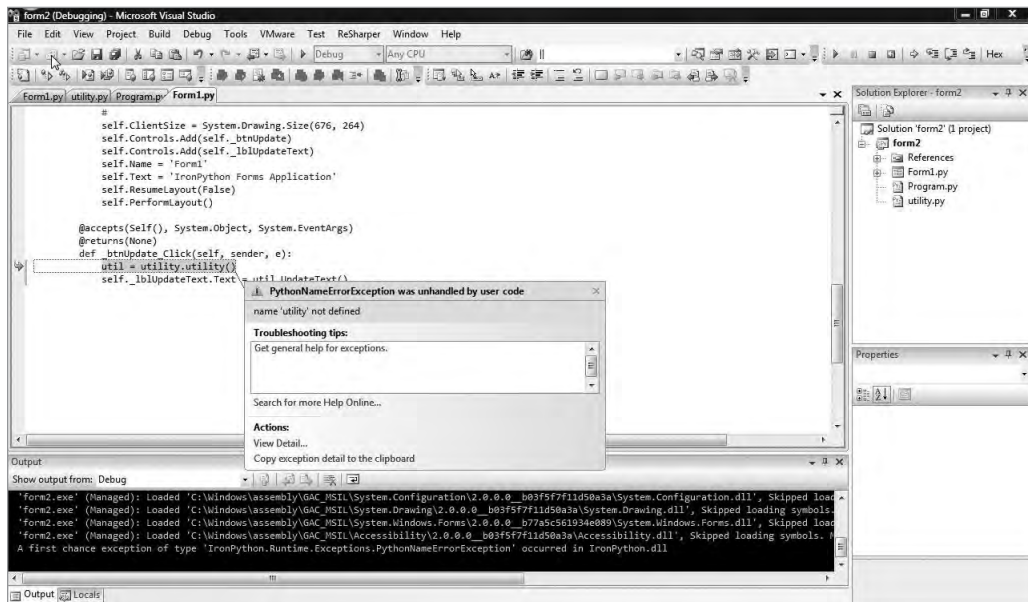 form2 (Debugging) - Microsoft Visual Studio
File Edit View Project Build Debug Tools VMware Test ReSharper Window Help
Debug Any CPU Hex
Form1.py utility.py Program.py Form1.py
#
self.ClientSize = System.Drawing.Size(676, 264)
self.Controls.Add(self._btnUpdate)
self.Controls.Add(self._lblUpdateText)
self.Name = 'Form1'
self.Text = 'IronPython Forms Application'
self.ResumeLayout(False)
self.PerformLayout()
@accepts(Self(), System.Object, System.EventArgs)
@returns(None)
def _btnUpdate_Click(self, sender, e):
util = utility.utility()
self._lblUpdateText.Text = util.UpdateText()
PythonNameErrorException was unhandled by user code
name 'utility' not defined
Troubleshooting tips:
Get general help for exceptions.
Search for more Help Online...
Actions:
View Detail...
Copy exception detail to the clipboard
Solution Explorer - form2
Solution 'form2' (1 project)
form2
References
Form1.py
Program.py
utility.py
Properties
Output
Show output from: Debug
'form2.exe' (Managed): Loaded 'C:\Windows\assembly\GAC_MSIL\System.Configuration\2.0.0.0__b03f5f7f11d50a3a\System.Configuration.dll', Skipped load
'form2.exe' (Managed): Loaded 'C:\Windows\assembly\GAC_MSIL\System.Drawing\2.0.0.0__b03f5f7f11d50a3a\System.Drawing.dll', Skipped loading symbols.
'form2.exe' (Managed): Loaded 'C:\Windows\assembly\GAC_MSIL\System.Windows.Forms\2.0.0.0__b77a5c561934e089\System.Windows.Forms.dll', Skipped load
'form2.exe' (Managed): Loaded 'C:\Windows\assembly\GAC_MSIL\Accessibility\2.0.0.0__b03f5f7f11d50a3a\Accessibility.dll', Skipped loading symbols.
A first chance exception of type 'IronPython.Runtime.Exceptions.PythonNameErrorException' occurred in IronPython.dll
Output Locals